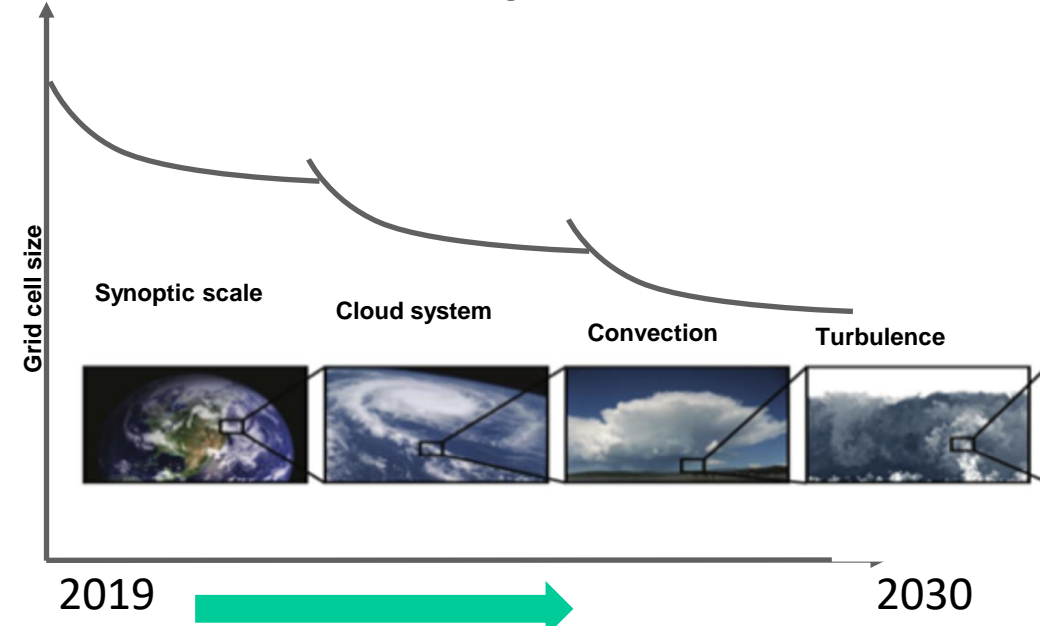 Grid cell size
Synoptic scale
Cloud system
Convection
Turbulence
2019
2030